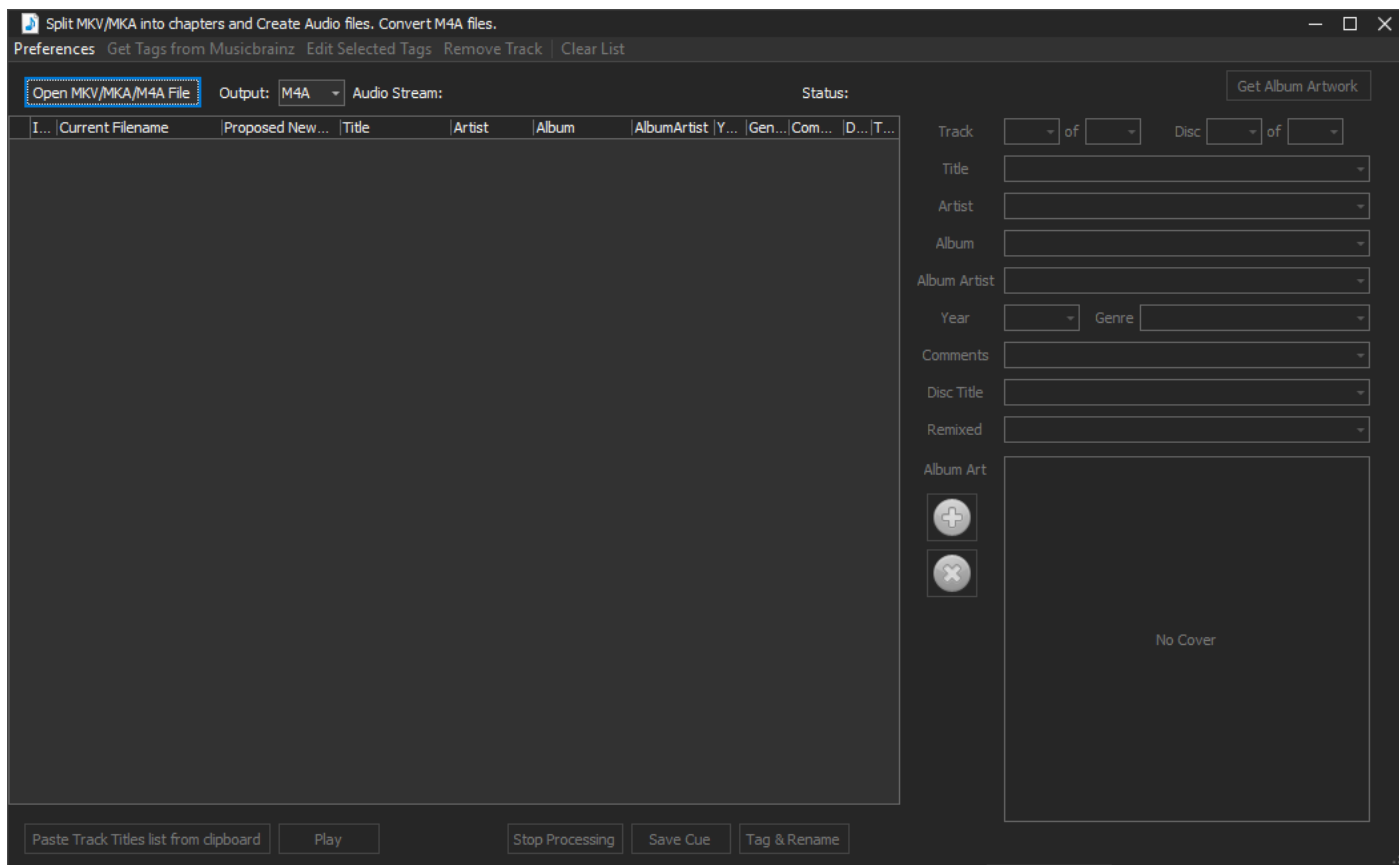 Split MKV/MKA into chapters and Create Audio files. Convert M4A files.
Preferences Get Tags from Musicbrainz Edit Selected Tags Remove Track Clear List
Open MKV/MKA/M4A File Output: M4A Audio Stream: Status: Get Album Artwork
I... Current Filename Proposed New... Title Artist Album AlbumArtist Y... Gen... Com... D... T...
Track of Disc of
Title
Artist
Album
Album Artist
Year Genre
Comments
Disc Title
Remixed
Album Art
No Cover
Paste Track Titles list from clipboard Play Stop Processing Save Cue Tag & Rename